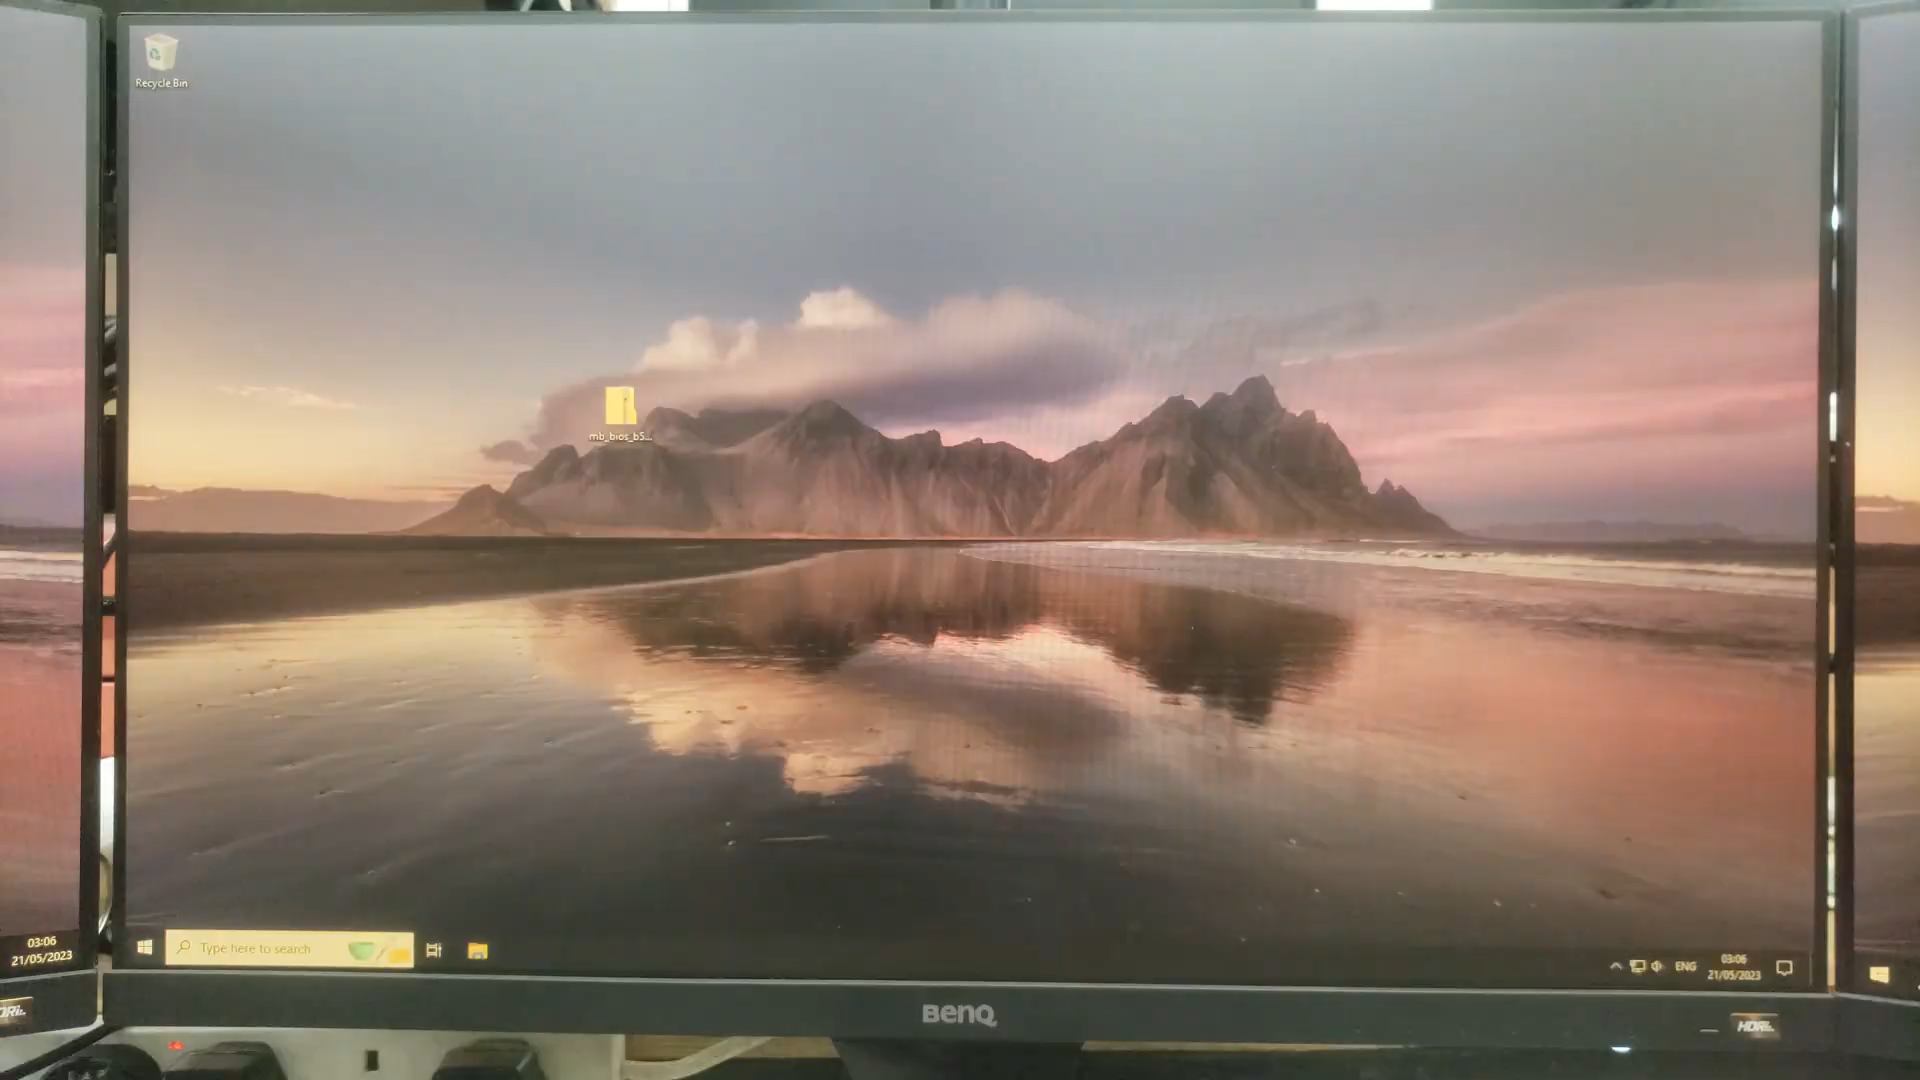 Recycle Bin
mb_bios_b5...
03:06
21/05/2023
Type here to search
ENG
03:06
21/05/2023
BenQ
HDRi